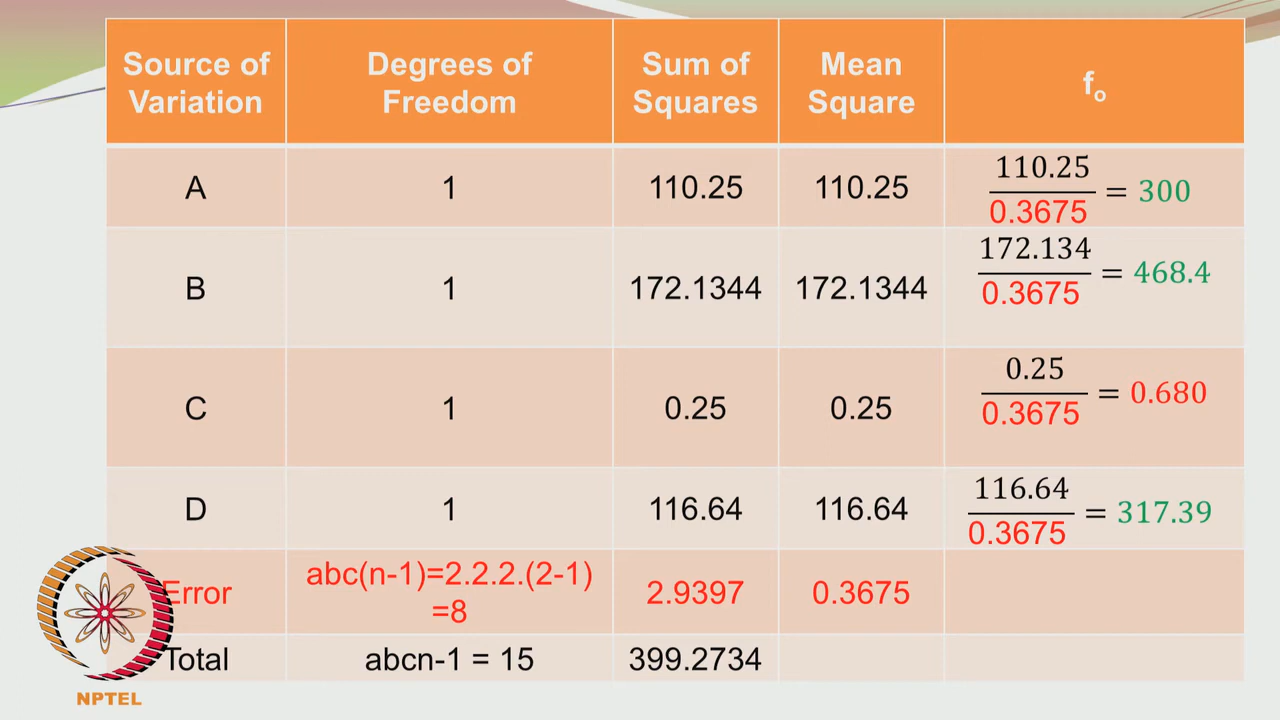 Source of Variation
Degrees of Freedom
Sum of Squares
Mean Square
fo
A
1
110.25
110.25
110.25
0.3675
= 300
B
1
172.1344
172.1344
172.134
0.3675
= 468.4
C
1
0.25
0.25
0.25
0.3675
= 0.680
D
1
116.64
116.64
116.64
0.3675
= 317.39
Error
abc(n-1)=2.2.2.(2-1)
=8
2.9397
0.3675
Total
abcn-1 = 15
399.2734
NPTEL